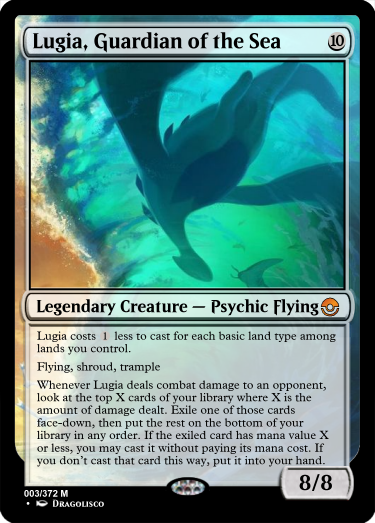 Lugia, Guardian of the Sea 10
Legendary Creature — Psychic Flying
Lugia costs 1 less to cast for each basic land type among
lands you control.
Flying, shroud, trample
Whenever Lugia deals combat damage to an opponent,
look at the top X cards of your library where X is the
amount of damage dealt. Exile one of those cards
face-down, then put the rest on the bottom of your
library in any order. If the exiled card has mana value X
or less, you may cast it without paying its mana cost. If
you don't cast that card this way, put it into your hand.
8/8
003/372 M
• Dragolisco